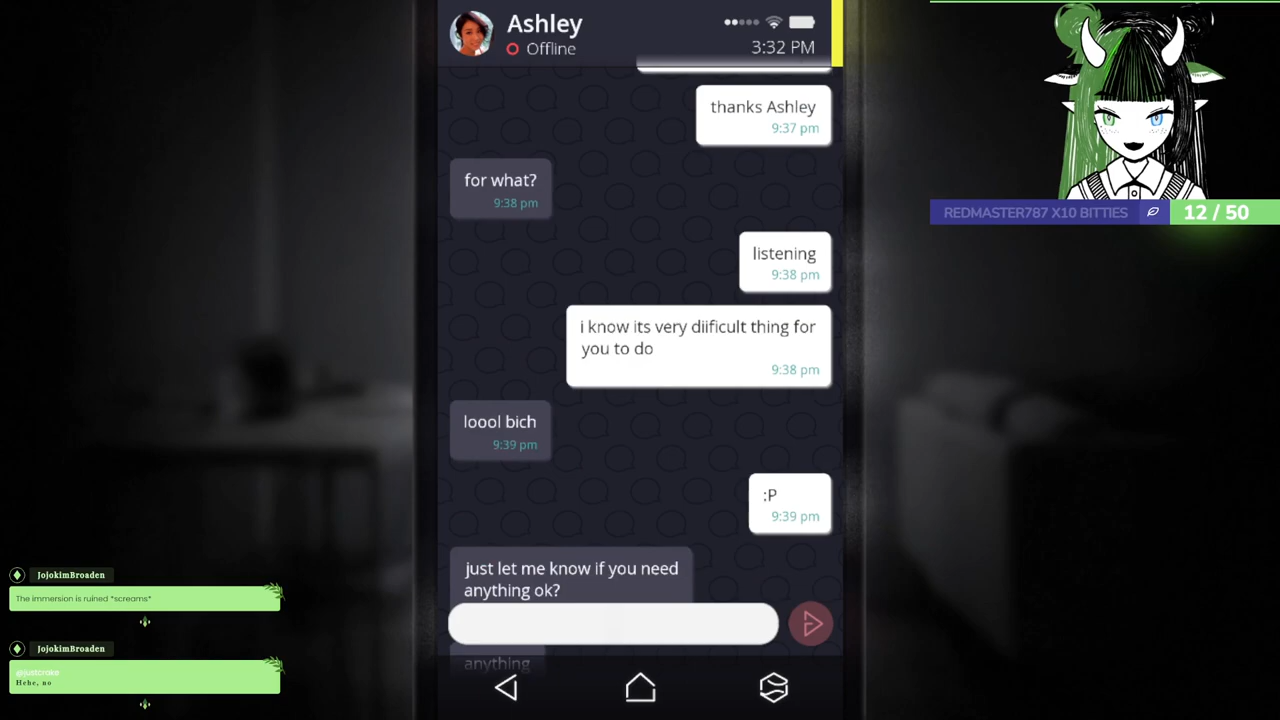 Ashley
Offline
3:32 PM
thanks Ashley
9:37 pm
for what?
9:38 pm
listening
9:38 pm
i know its very diificult thing for
you to do
9:38 pm
loool bich
9:39 pm
:P
9:39 pm
just let me know if you need
anything ok?
anything
REDMASTER787 X10 BITTIES
12 / 50
JojokimBroaden
The immersion is ruined *screams*
JojokimBroaden
@justcroko
Hehe, no